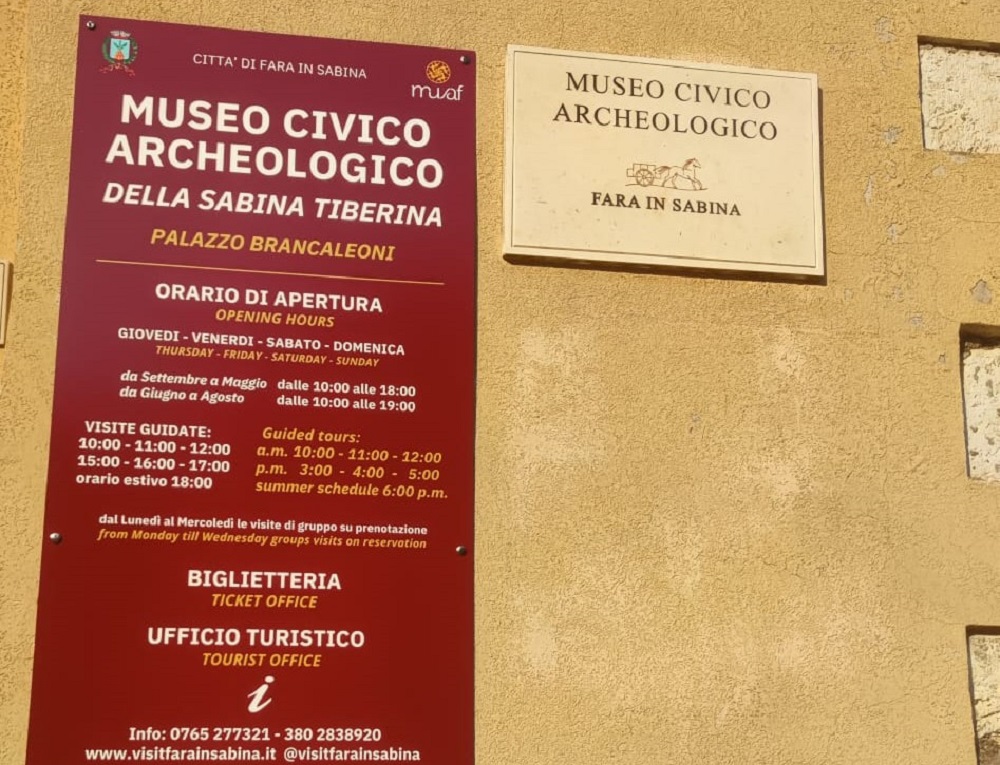 CITTA' DI FARA IN SABINA
musaf
MUSEO CIVICO
ARCHEOLOGICO
DELLA SABINA TIBERINA
PALAZZO BRANCALEONI
ORARIO DI APERTURA
OPENING HOURS
GIOVEDI - VENERDI - SABATO - DOMENICA
THURSDAY - FRIDAY - SATURDAY - SUNDAY
da Settembre a Maggio dalle 10:00 alle 18:00
da Giugno a Agosto dalle 10:00 alle 19:00
VISITE GUIDATE:
10:00 - 11:00 - 12:00
15:00 - 16:00 - 17:00
orario estivo 18:00
Guided tours:
a.m. 10:00 - 11:00 - 12:00
p.m. 3:00 - 4:00 - 5:00
summer schedule 6:00 p.m.
dal Lunedì al Mercoledì le visite di gruppo su prenotazione
from Monday till Wednesday groups visits on reservation
BIGLIETTERIA
TICKET OFFICE
UFFICIO TURISTICO
TOURIST OFFICE
i
Info: 0765 277321 - 380 2838920
www.visitfarainsabina.it @visitfarainsabina
MUSEO CIVICO
ARCHEOLOGICO
FARA IN SABINA